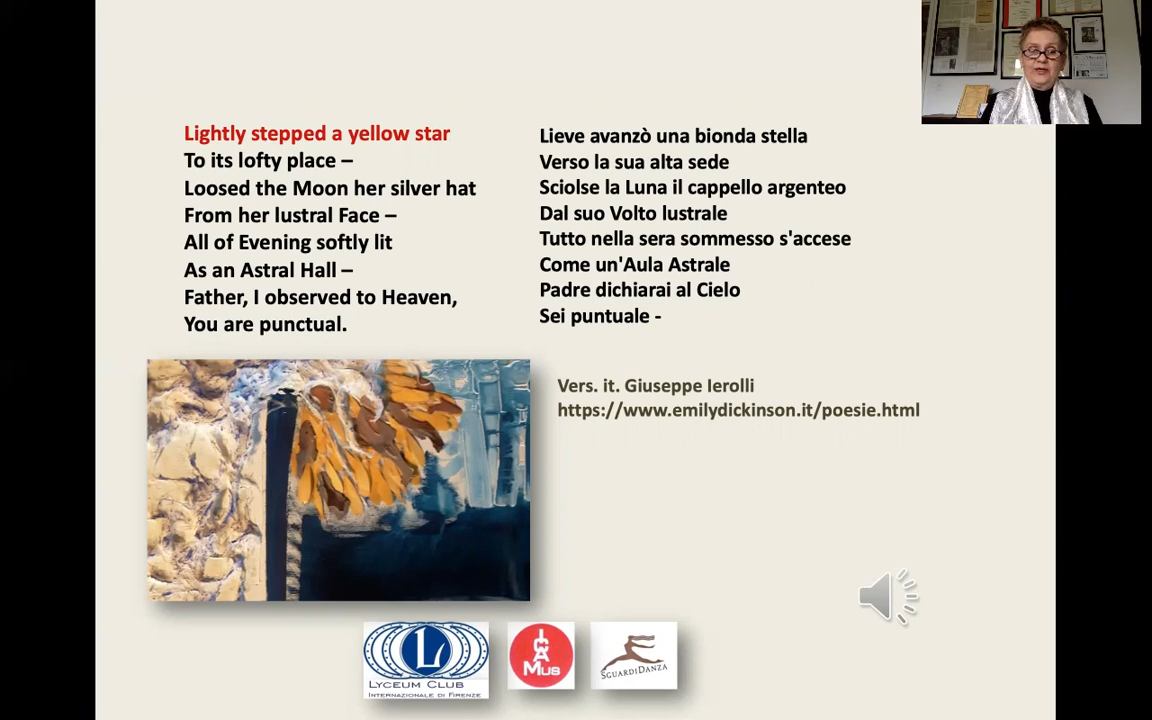 Lightly stepped a yellow star
To its lofty place –
Loosed the Moon her silver hat
From her lustral Face –
All of Evening softly lit
As an Astral Hall –
Father, I observed to Heaven,
You are punctual.
Lieve avanzò una bionda stella
Verso la sua alta sede
Sciolse la Luna il cappello argenteo
Dal suo Volto lustrale
Tutto nella sera sommesso s'accese
Come un'Aula Astrale
Padre dichiarai al Cielo
Sei puntuale -
Vers. it. Giuseppe Ierolli
https://www.emilydickinson.it/poesie.html
L
LYCEUM CLUB
INTERNAZIONALE DI FIRENZE
ICAMus
SGUARDIDANZA